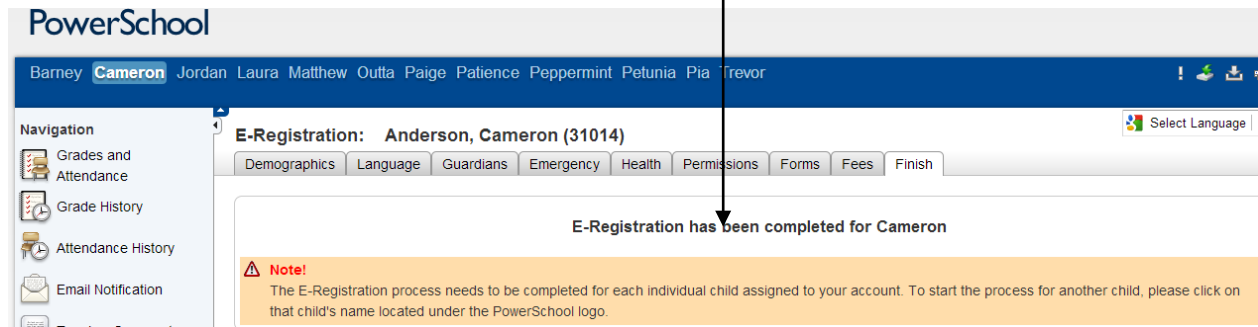 PowerSchool
Barney Cameron Jordan Laura Matthew Outta Paige Patience Peppermint Petunia Pia Trevor
Select Language
Navigation
Grades and
Attendance
Grade History
Attendance History
Email Notification
E-Registration: Anderson, Cameron (31014)
Demographics Language Guardians Emergency Health Permissions Forms Fees Finish
E-Registration has been completed for Cameron
Note!
The E-Registration process needs to be completed for each individual child assigned to your account. To start the process for another child, please click on
that child's name located under the PowerSchool logo.